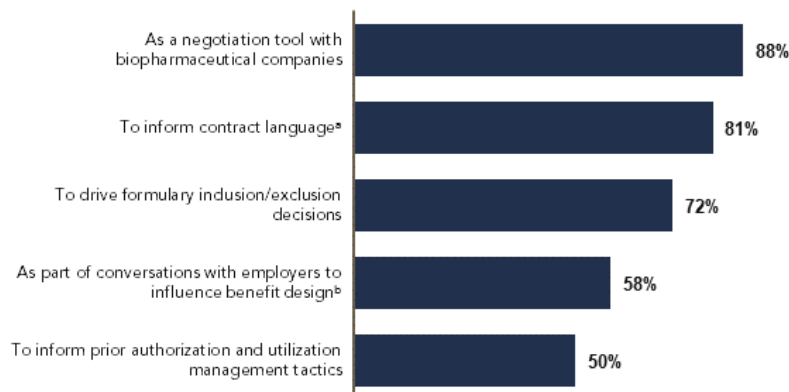 As a negotiation tool with
biopharmaceutical companies
88%
To inform contract languageᵃ
81%
To drive formulary inclusion/exclusion
decisions
72%
As part of conversations with employers to
influence benefit designᵇ
58%
To inform prior authorization and utilization
management tactics
50%